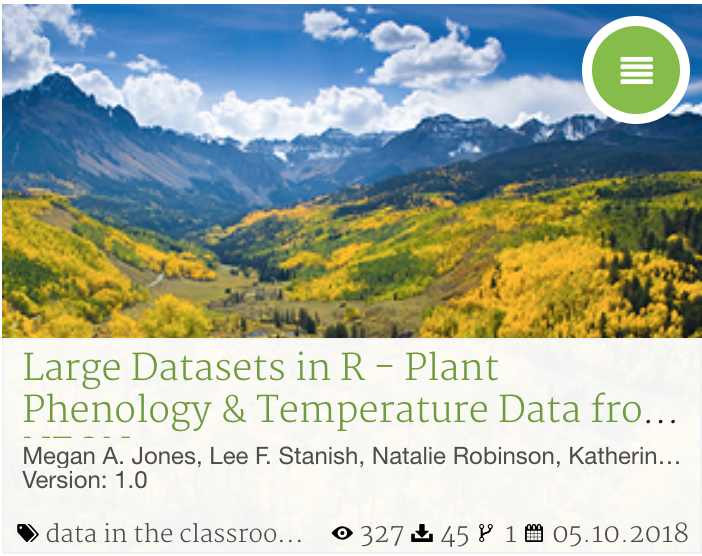 Large Datasets in R – Plant
Phenology & Temperature Data fro...
Megan A. Jones, Lee F. Stanish, Natalie Robinson, Katherin...
Version: 1.0
data in the classroo... 327 45 1 05.10.2018